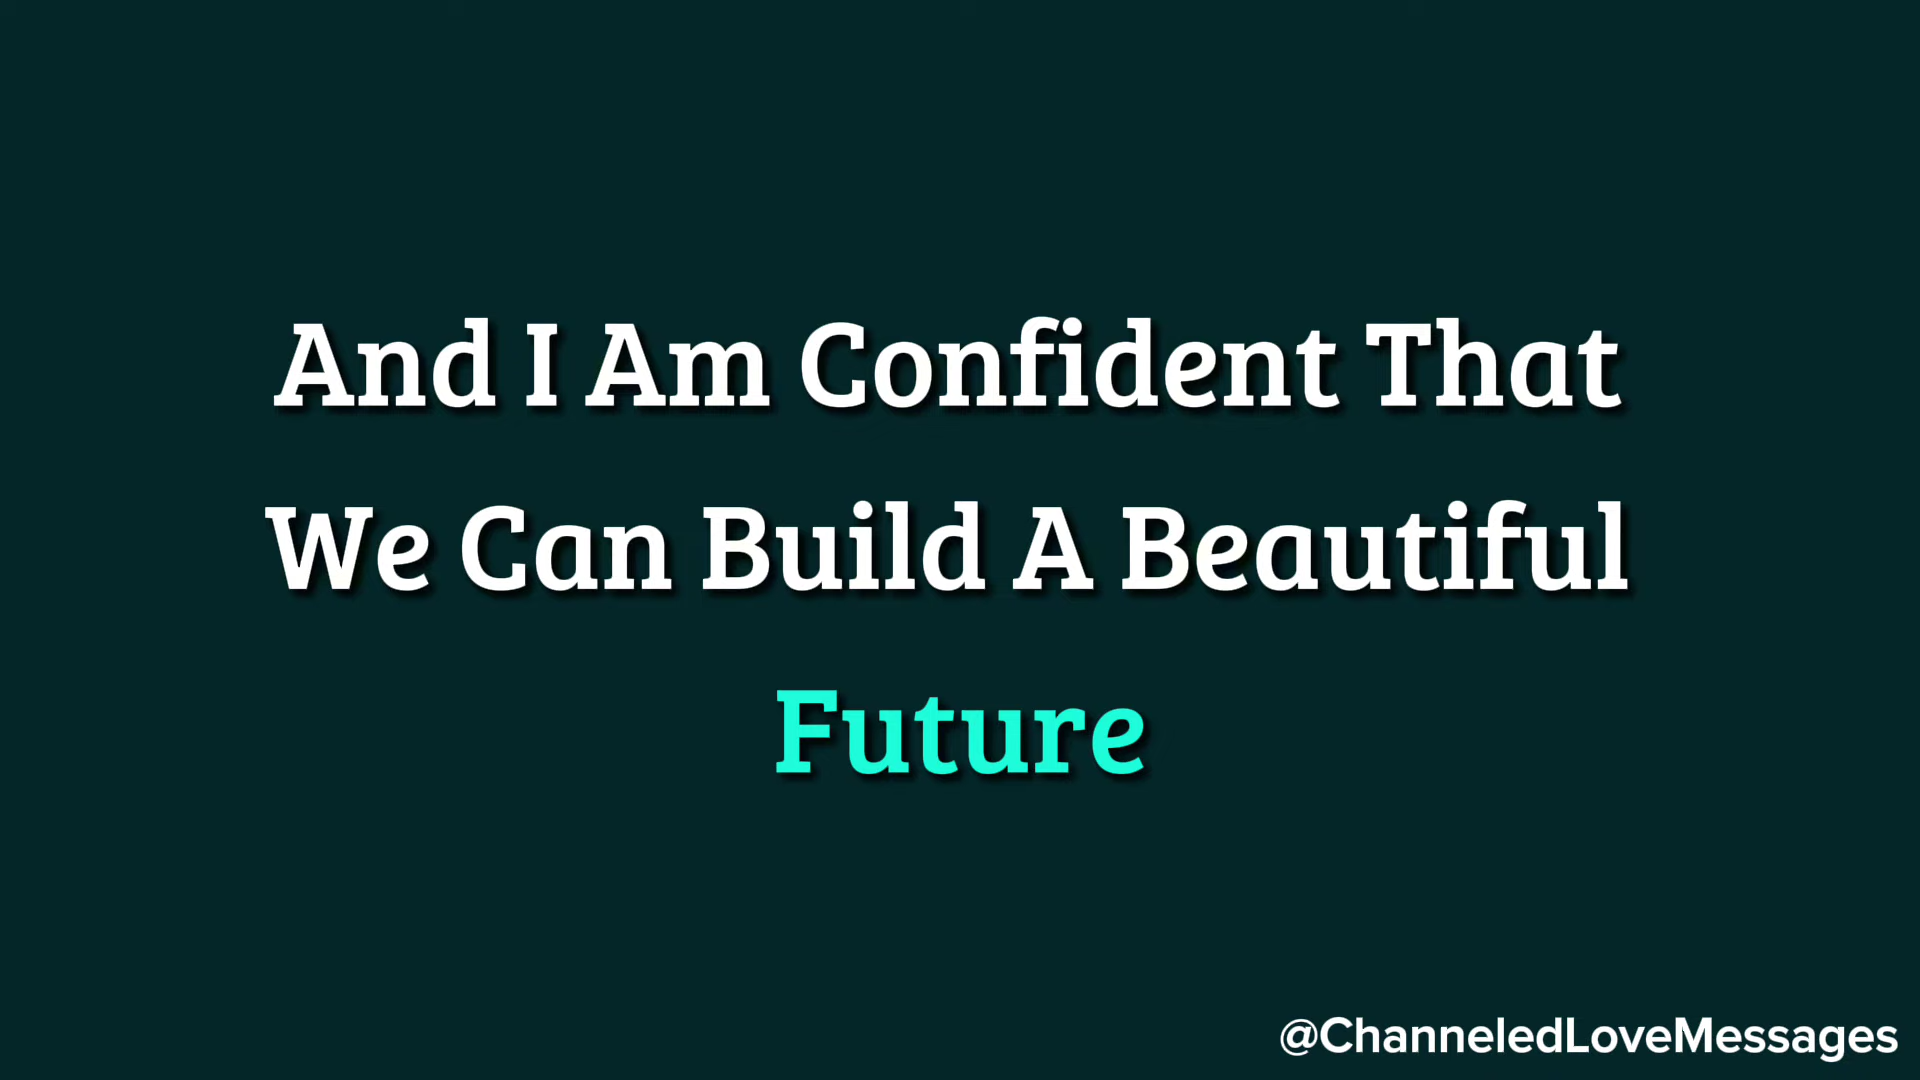 And I Am Confident That
We Can Build A Beautiful
Future
@ChanneledLoveMessages